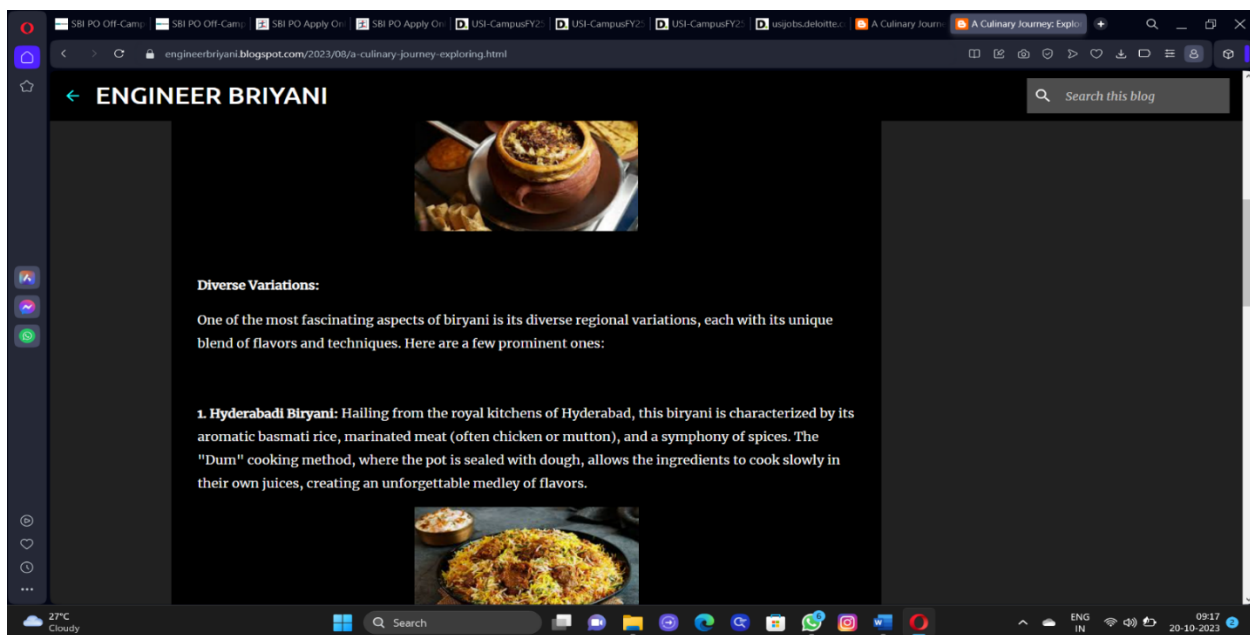 SBI PO Off-Camp
SBI PO Off-Camp
SBI PO Apply On
SBI PO Apply On
USI-CampusFY2
USI-CampusFY2
USI-CampusFY2
usijobs.deloitte.c
A Culinary Journe
A Culinary Journey: Explo
engineerbriyani.blogspot.com/2023/08/a-culinary-journey-exploring.html
ENGINEER BRIYANI
Search this blog
Diverse Variations:
One of the most fascinating aspects of biryani is its diverse regional variations, each with its unique
blend of flavors and techniques. Here are a few prominent ones:
1. Hyderabadi Biryani: Hailing from the royal kitchens of Hyderabad, this biryani is characterized by its
aromatic basmati rice, marinated meat (often chicken or mutton), and a symphony of spices. The
"Dum" cooking method, where the pot is sealed with dough, allows the ingredients to cook slowly in
their own juices, creating an unforgettable medley of flavors.
27°C
Cloudy
Search
ENG
IN
09:17
20-10-2023
2